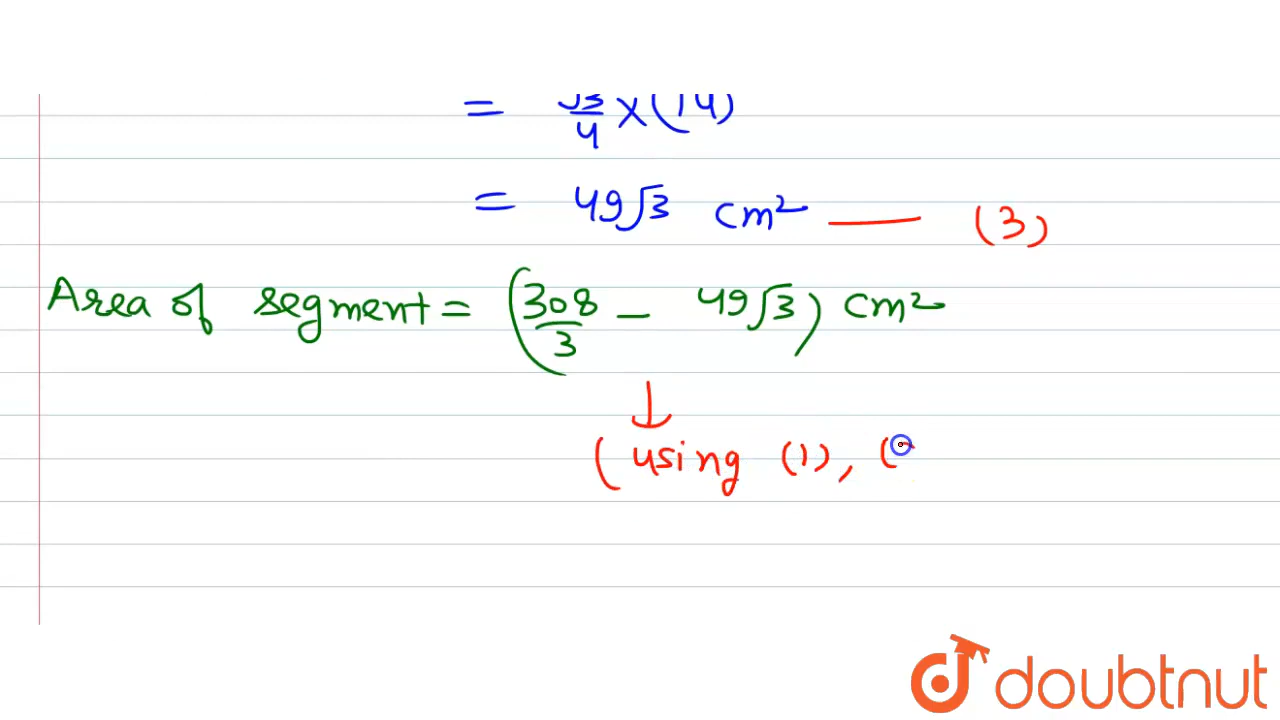 = √3/4 × (14)
= 49√3 cm² — (3)
Area of segment = (308/3 - 49√3) cm²
↓
(using (1), (
doubtnut